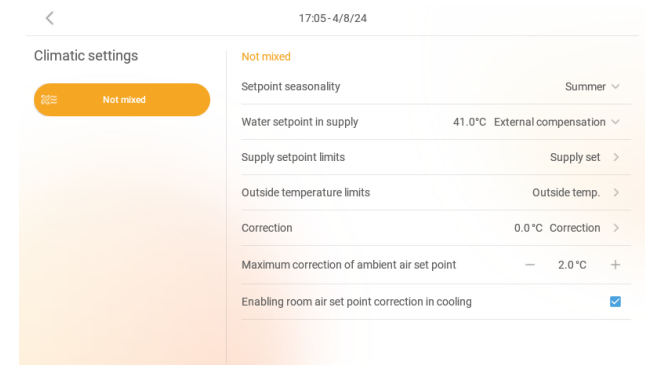 17:05-4/8/24
Climatic settings
Not mixed
Not mixed
Setpoint seasonality Summer
Water setpoint in supply 41.0°C External compensation
Supply setpoint limits Supply set
Outside temperature limits Outside temp.
Correction 0.0°C Correction
Maximum correction of ambient air set point — 2.0°C +
Enabling room air set point correction in cooling